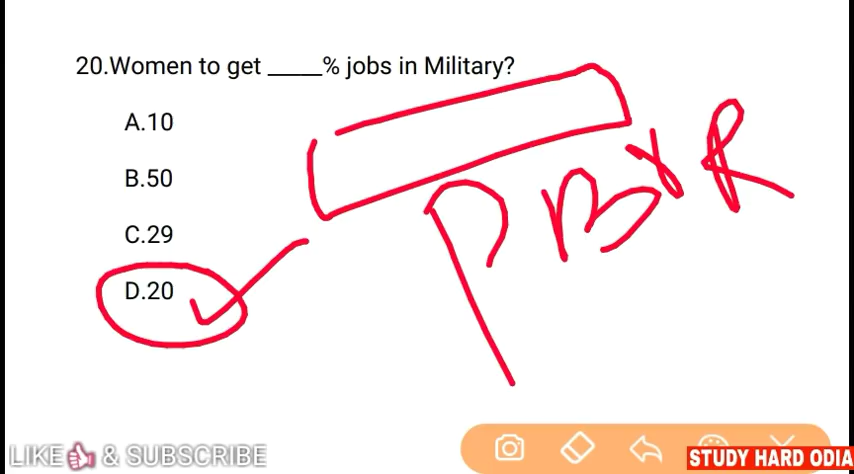 20.Women to get _____% jobs in Military?
A.10
B.50
C.29
D.20
LIKE & SUBSCRIBE
STUDY HARD ODIA